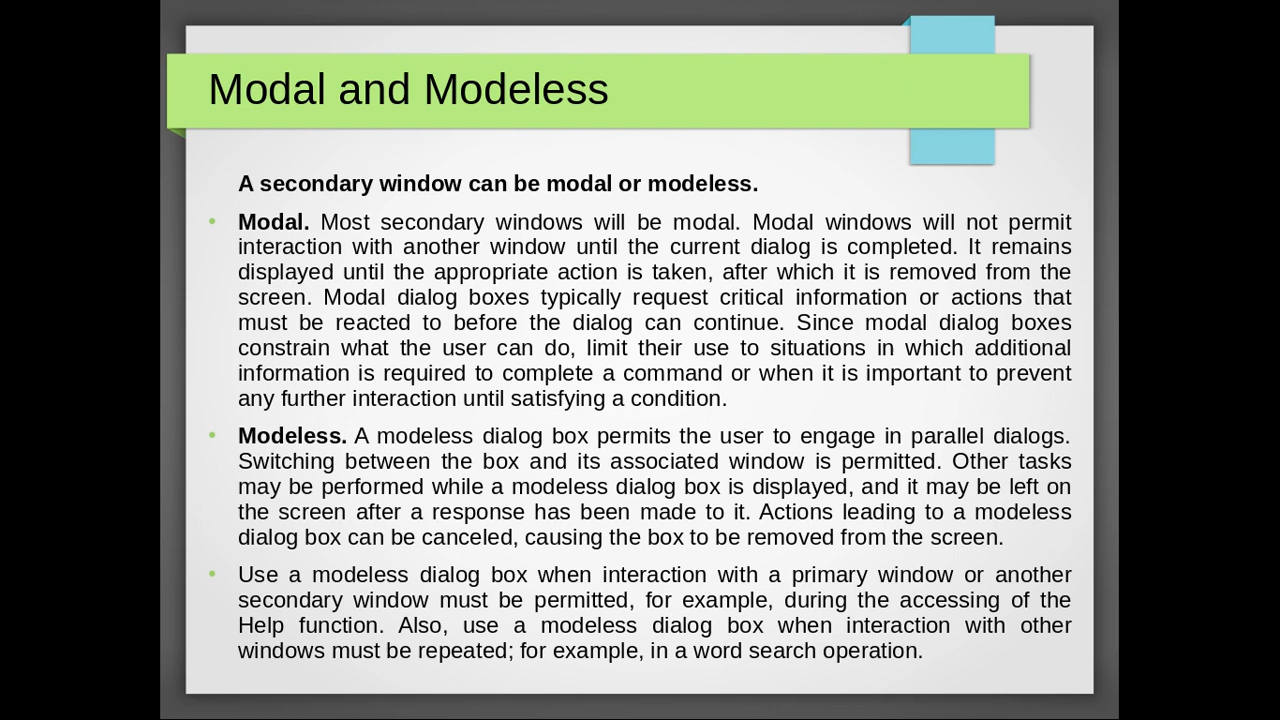 Modal and Modeless
A secondary window can be modal or modeless.
• Modal. Most secondary windows will be modal. Modal windows will not permit
interaction with another window until the current dialog is completed. It remains
displayed until the appropriate action is taken, after which it is removed from the
screen. Modal dialog boxes typically request critical information or actions that
must be reacted to before the dialog can continue. Since modal dialog boxes
constrain what the user can do, limit their use to situations in which additional
information is required to complete a command or when it is important to prevent
any further interaction until satisfying a condition.
• Modeless. A modeless dialog box permits the user to engage in parallel dialogs.
Switching between the box and its associated window is permitted. Other tasks
may be performed while a modeless dialog box is displayed, and it may be left on
the screen after a response has been made to it. Actions leading to a modeless
dialog box can be canceled, causing the box to be removed from the screen.
• Use a modeless dialog box when interaction with a primary window or another
secondary window must be permitted, for example, during the accessing of the
Help function. Also, use a modeless dialog box when interaction with other
windows must be repeated; for example, in a word search operation.